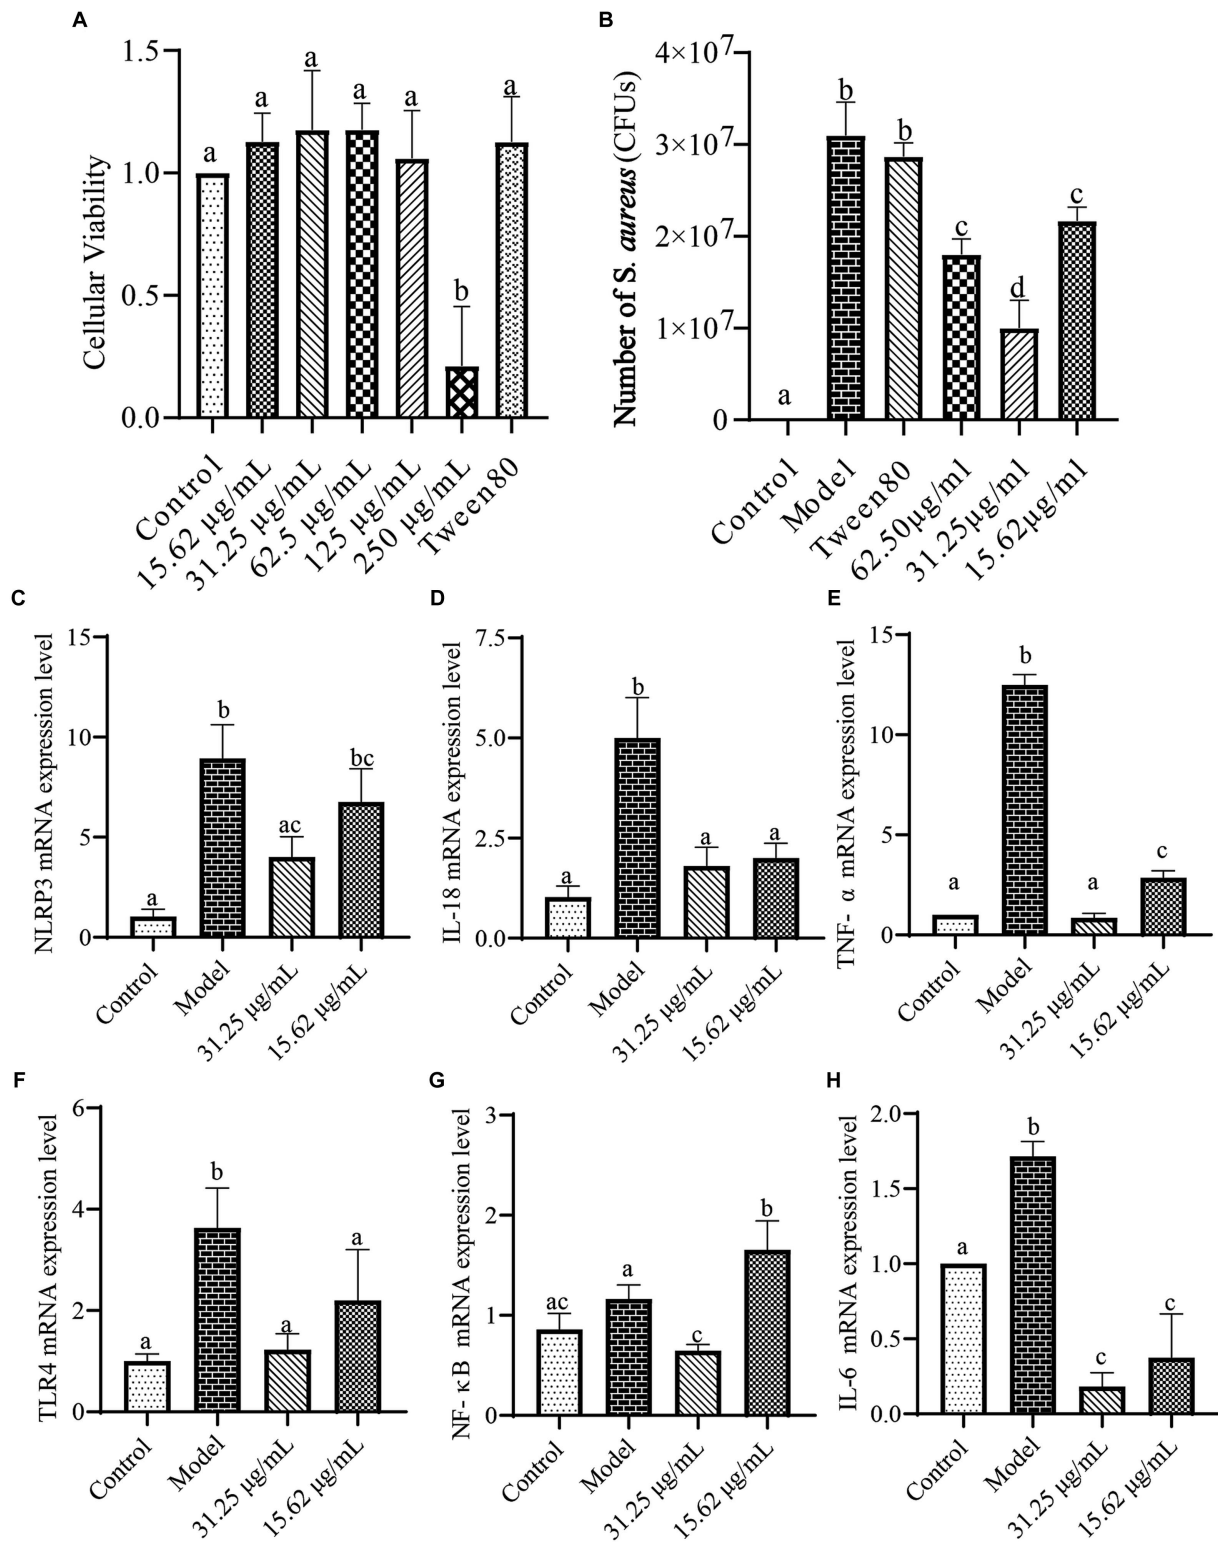 A
Cellular Viability
1.5
1.0
0.5
0.0
a
a
a
a
a
b
a
Control
15.62 μg/mL
31.25 μg/mL
62.5 μg/mL
125 μg/mL
250 μg/mL
Tween80
B
Number of S. aureus (CFUs)
4×10⁷
3×10⁷
2×10⁷
1×10⁷
0
a
b
b
c
d
c
Control
Model
Tween80
62.50μg/ml
31.25μg/ml
15.62μg/ml
C
NLRP3 mRNA expression level
15
10
5
0
a
b
ac
bc
Control
Model
31.25 μg/mL
15.62 μg/mL
D
IL-18 mRNA expression level
7.5
5.0
2.5
0.0
a
b
a
a
Control
Model
31.25 μg/mL
15.62 μg/mL
E
TNF- α mRNA expression level
15
10
5
0
a
b
a
c
Control
Model
31.25 μg/mL
15.62 μg/mL
F
TLR4 mRNA expression level
6
4
2
0
a
b
a
a
Control
Model
31.25 μg/mL
15.62 μg/mL
G
NF- κB mRNA expression level
3
2
1
0
ac
a
c
b
Control
Model
31.25 μg/mL
15.62 μg/mL
H
IL-6 mRNA expression level
2.0
1.5
1.0
0.5
0.0
a
b
c
c
Control
Model
31.25 μg/mL
15.62 μg/mL